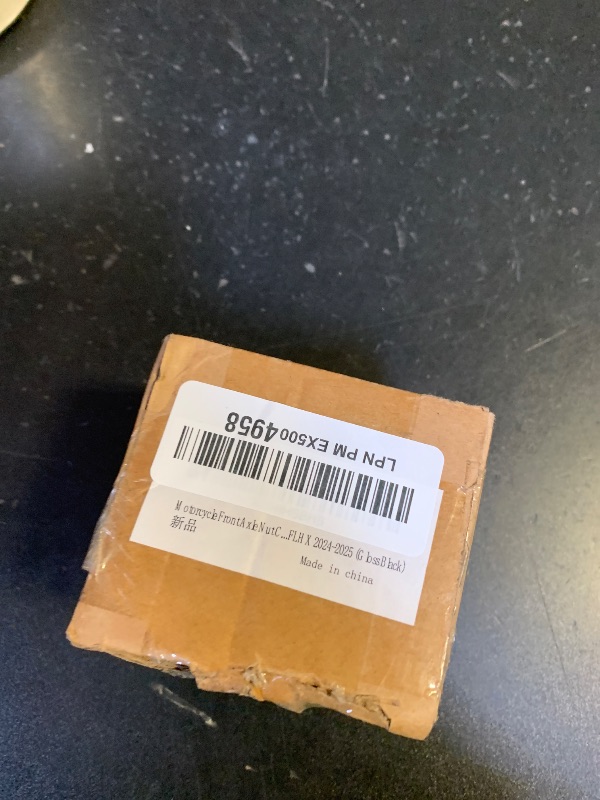 LPN PM EX5004958
MotorcycleFrontAxleNutC...FLHX 2024-2025 (GlossBlack)
新品
Made in china